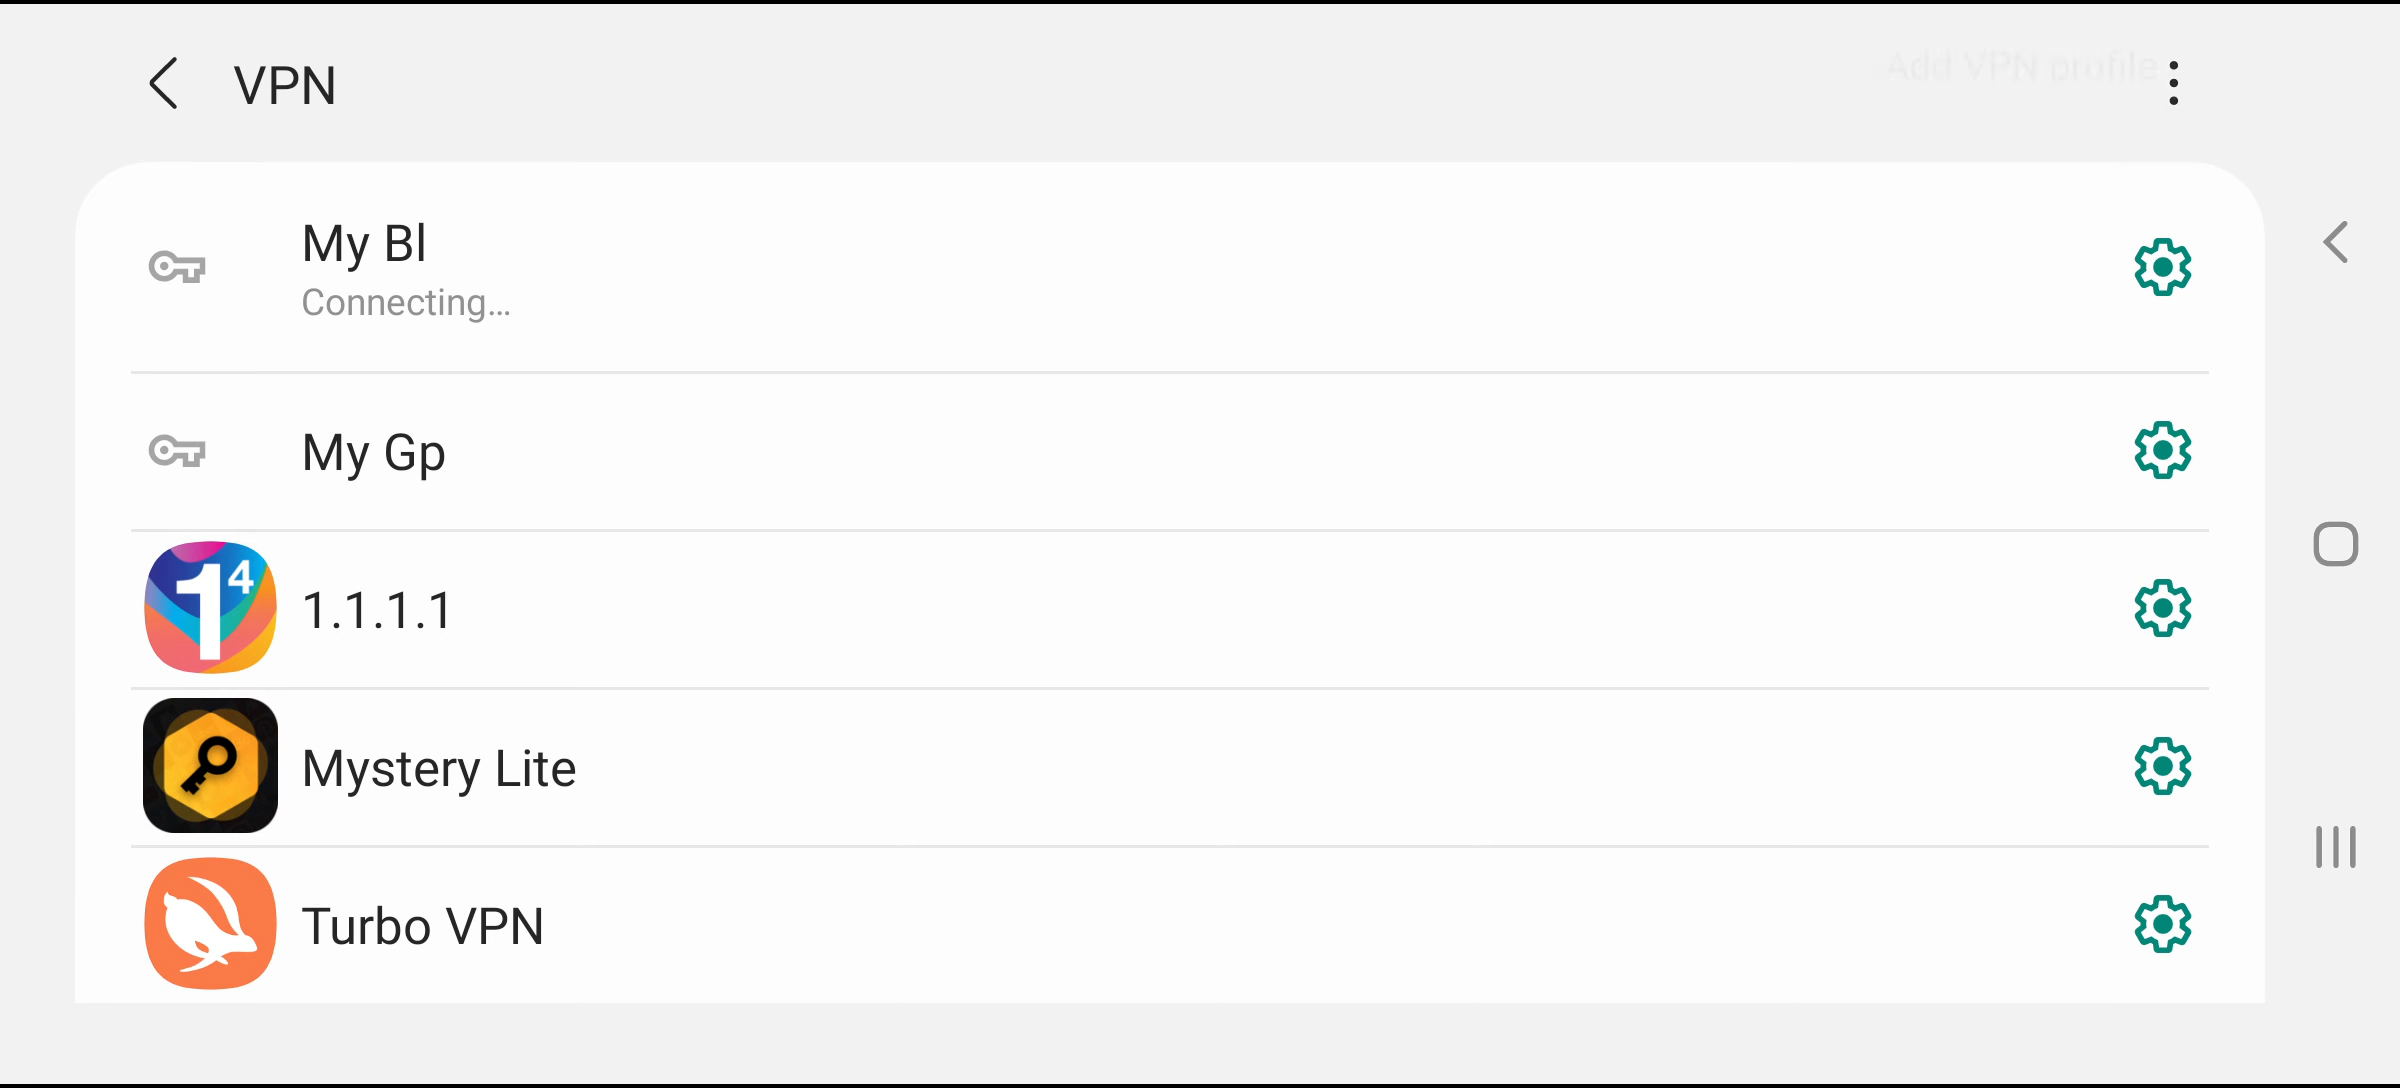 VPN
Add VPN profile
My Bl
Connecting...
My Gp
1.1.1.1
Mystery Lite
Turbo VPN